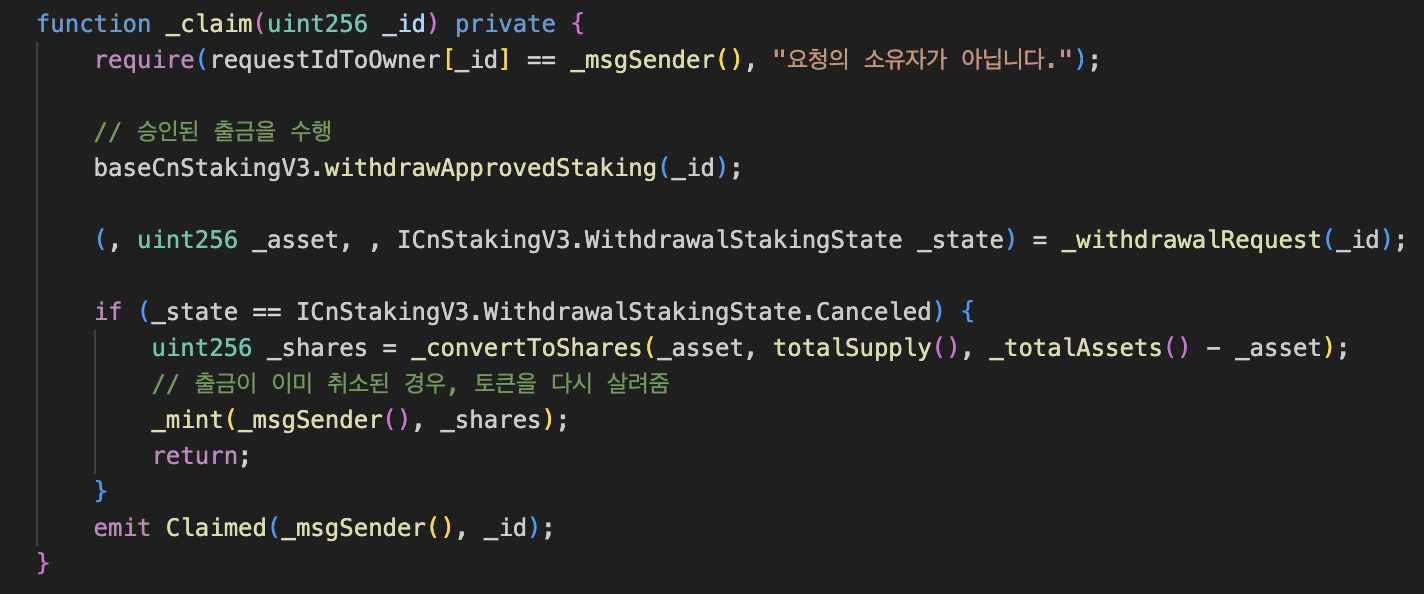 function _claim(uint256 _id) private {
    require(requestIdToOwner[_id] == _msgSender(), "요청의 소유자가 아닙니다.");
    // 승인된 출금을 수행
    baseCnStakingV3.withdrawApprovedStaking(_id);
    (, uint256 _asset, , ICnStakingV3.WithdrawalStakingState _state) = _withdrawalRequest(_id);
    if (_state == ICnStakingV3.WithdrawalStakingState.Canceled) {
        uint256 _shares = _convertToShares(_asset, totalSupply(), _totalAssets() - _asset);
        // 출금이 이미 취소된 경우, 토큰을 다시 살려줌
        _mint(_msgSender(), _shares);
        return;
    }
    emit Claimed(_msgSender(), _id);
}